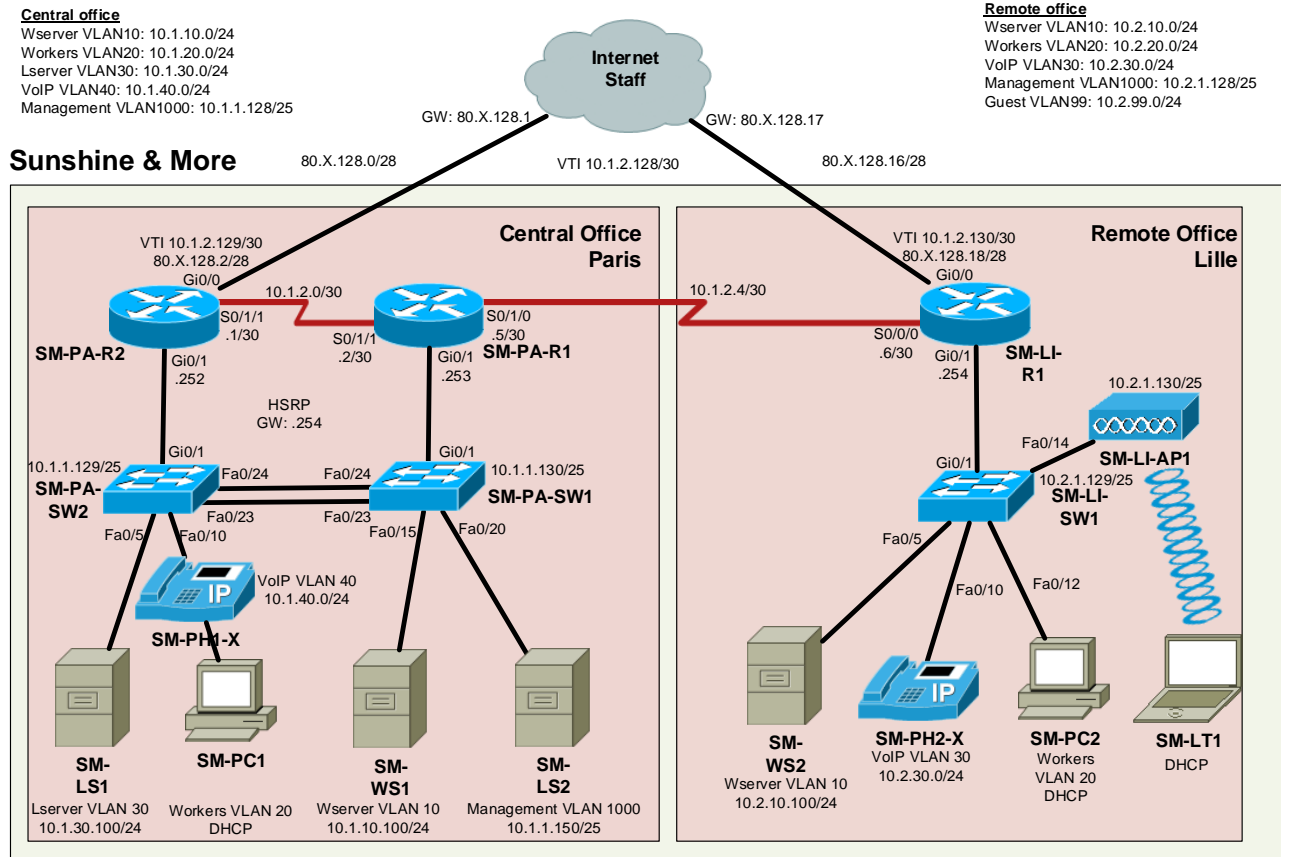 Central office
Wserver VLAN10: 10.1.10.0/24
Workers VLAN20: 10.1.20.0/24
Lserver VLAN30: 10.1.30.0/24
VoIP VLAN40: 10.1.40.0/24
Management VLAN1000: 10.1.1.128/25
Remote office
Wserver VLAN10: 10.2.10.0/24
Workers VLAN20: 10.2.20.0/24
VoIP VLAN30: 10.2.30.0/24
Management VLAN1000: 10.2.1.128/25
Guest VLAN99: 10.2.99.0/24
Internet
Staff
GW: 80.X.128.1
GW: 80.X.128.17
Sunshine & More
80.X.128.0/28
VTI 10.1.2.128/30
80.X.128.16/28
Central Office
Paris
VTI 10.1.2.129/30
80.X.128.2/28
Gi0/0
10.1.2.0/30
S0/1/1
.1/30
S0/1/1
.2/30
S0/1/0
.5/30
SM-PA-R2
Gi0/1
.252
Gi0/1
.253
SM-PA-R1
HSRP
GW: .254
Gi0/1
Gi0/1
10.1.1.129/25
SM-PA-
SW2
Fa0/24
Fa0/24
Fa0/23
Fa0/23
10.1.1.130/25
SM-PA-SW1
Fa0/5
Fa0/10
Fa0/15
Fa0/20
IP
VoIP VLAN 40
10.1.40.0/24
SM-PH1-X
SM-
LS1
Lserver VLAN 30
10.1.30.100/24
SM-PC1
Workers VLAN 20
DHCP
SM-
WS1
Wserver VLAN 10
10.1.10.100/24
SM-
LS2
Management VLAN 1000
10.1.1.150/25
Remote Office
Lille
VTI 10.1.2.130/30
80.X.128.18/28
Gi0/0
10.1.2.4/30
S0/0/0
.6/30
Gi0/1
.254
SM-LI-
R1
10.2.1.130/25
Fa0/14
SM-LI-AP1
Gi0/1
10.2.1.129/25
SM-LI-
SW1
Fa0/5
Fa0/10
Fa0/12
IP
SM-
WS2
Wserver VLAN 10
10.2.10.100/24
SM-PH2-X
VoIP VLAN 30
10.2.30.0/24
SM-PC2
Workers
VLAN 20
DHCP
SM-LT1
DHCP